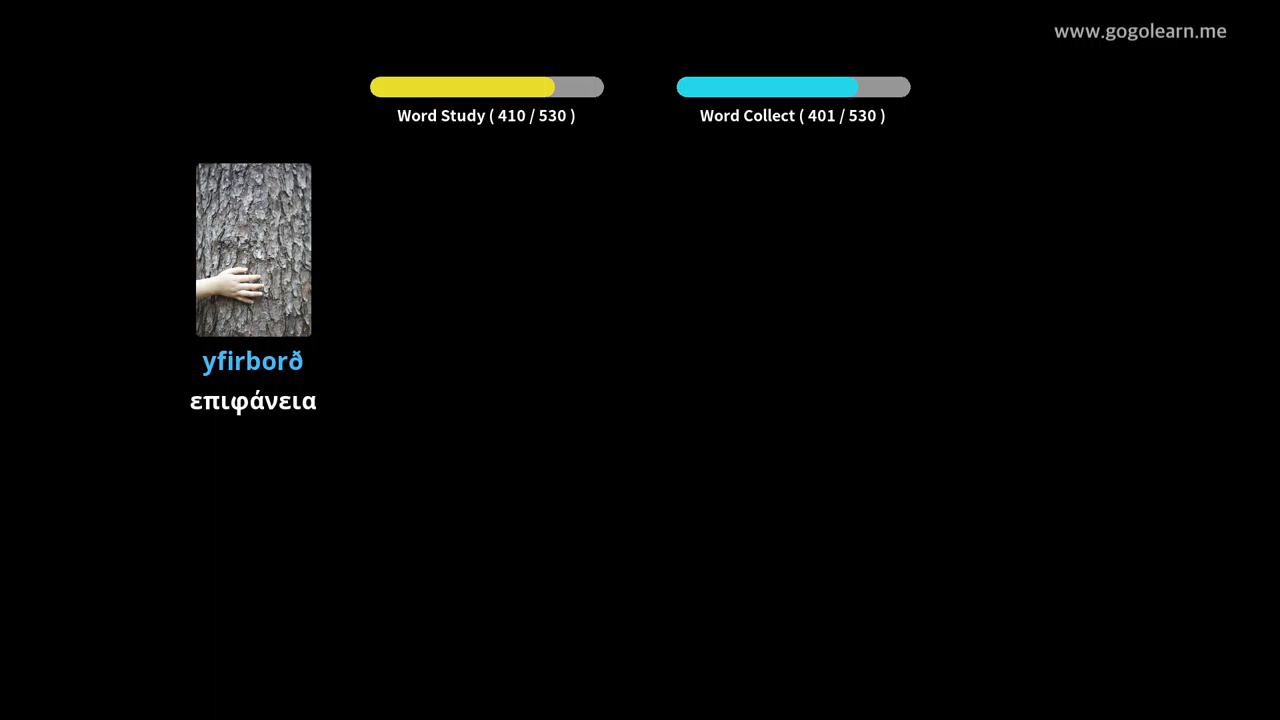 www.gogolearn.me
Word Study ( 410 / 530 )
Word Collect ( 401 / 530 )
yfirborð
επιφάνεια